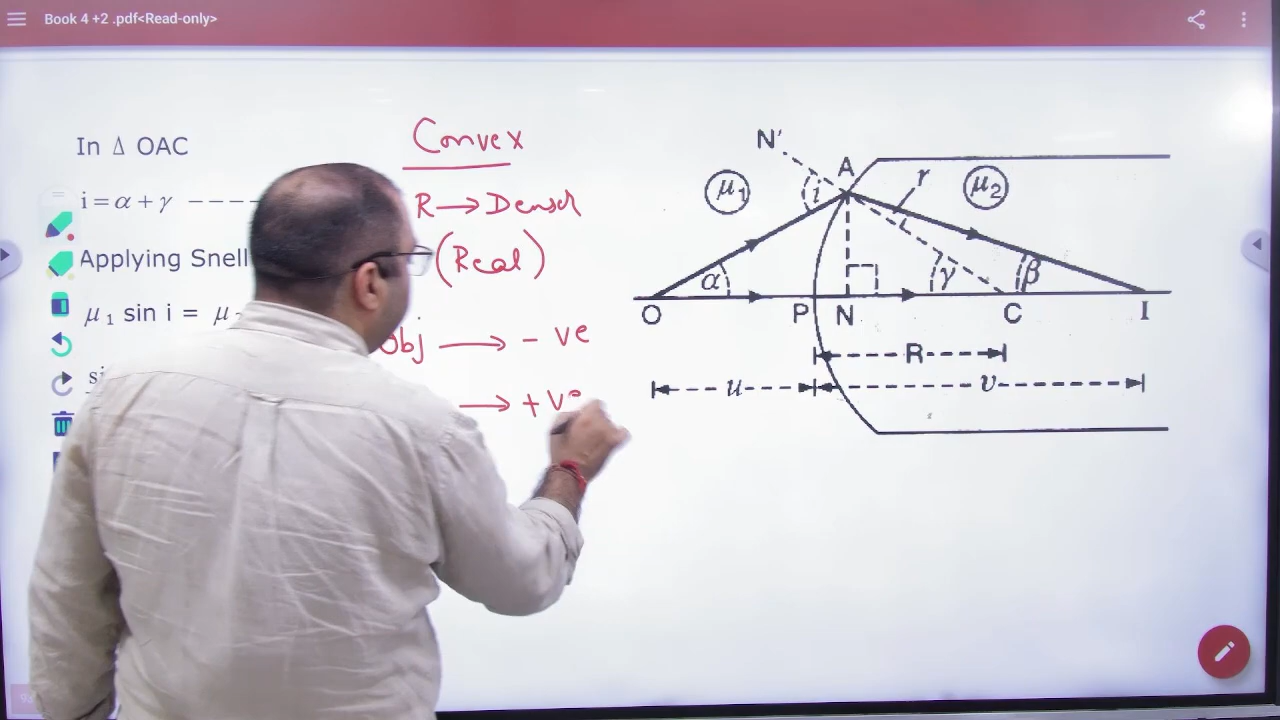 Book 4 +2 .pdf<Read-only>
In Δ OAC
i = α + γ ----
Applying Snell
μ₁ sin i = μ
Convex
R → Denser
(Real)
Obj → - ve
→ + ve
N'
A
μ₁
i
r
μ₂
α
γ
β
O
P
N
C
I
R
u
v